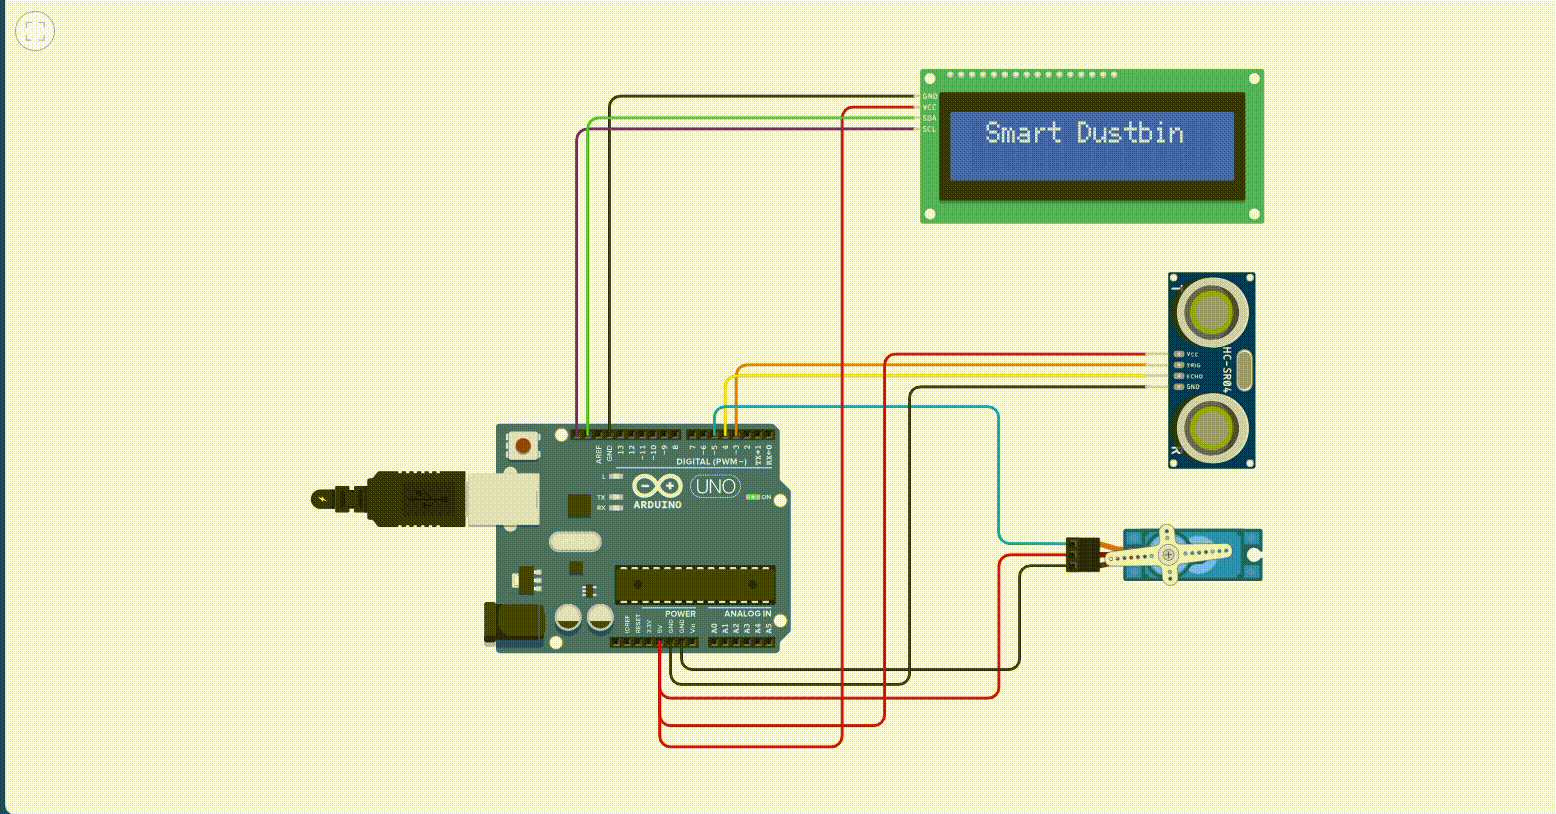 GND
VCC
SDA
SCL
Smart Dustbin
VCC
TRIG
ECHO
GND
HC-SR04
T
R
AREF
GND
13
12
~11
~10
~9
8
7
~6
~5
4
~3
2
TX→1
RX←0
DIGITAL (PWM~)
L
TX
RX
ARDUINO
UNO
ON
POWER
ANALOG IN
IOREF
RESET
3.3V
5V
GND
GND
Vin
A0
A1
A2
A3
A4
A5